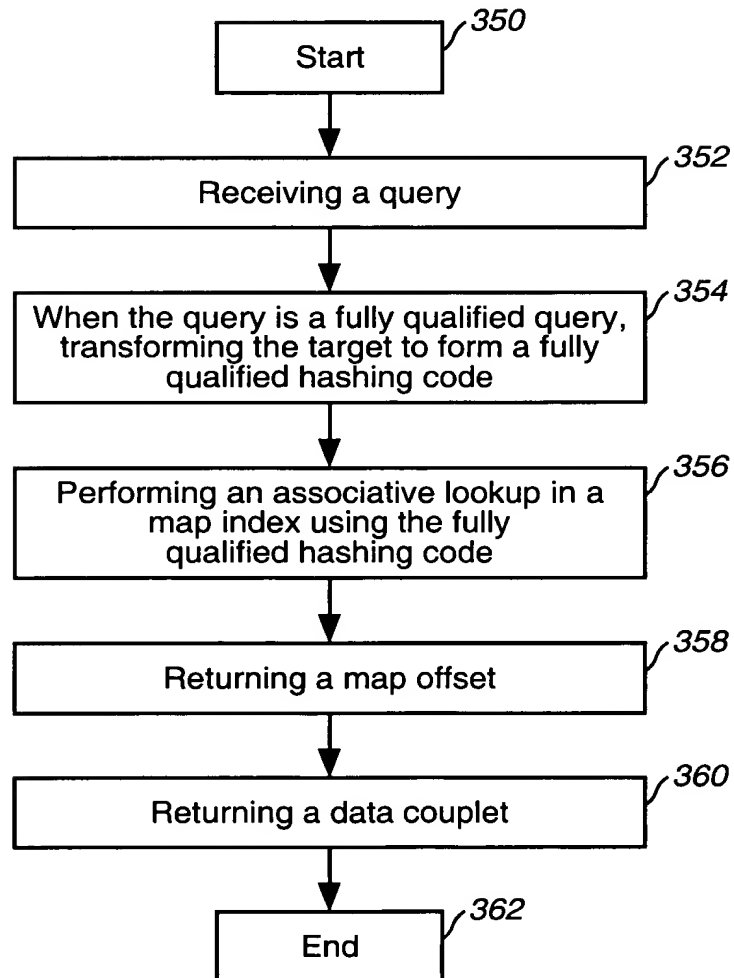 350
Start
352
Receiving a query
354
When the query is a fully qualified query,
transforming the target to form a fully
qualified hashing code
356
Performing an associative lookup in a
map index using the fully
qualified hashing code
358
Returning a map offset
360
Returning a data couplet
362
End